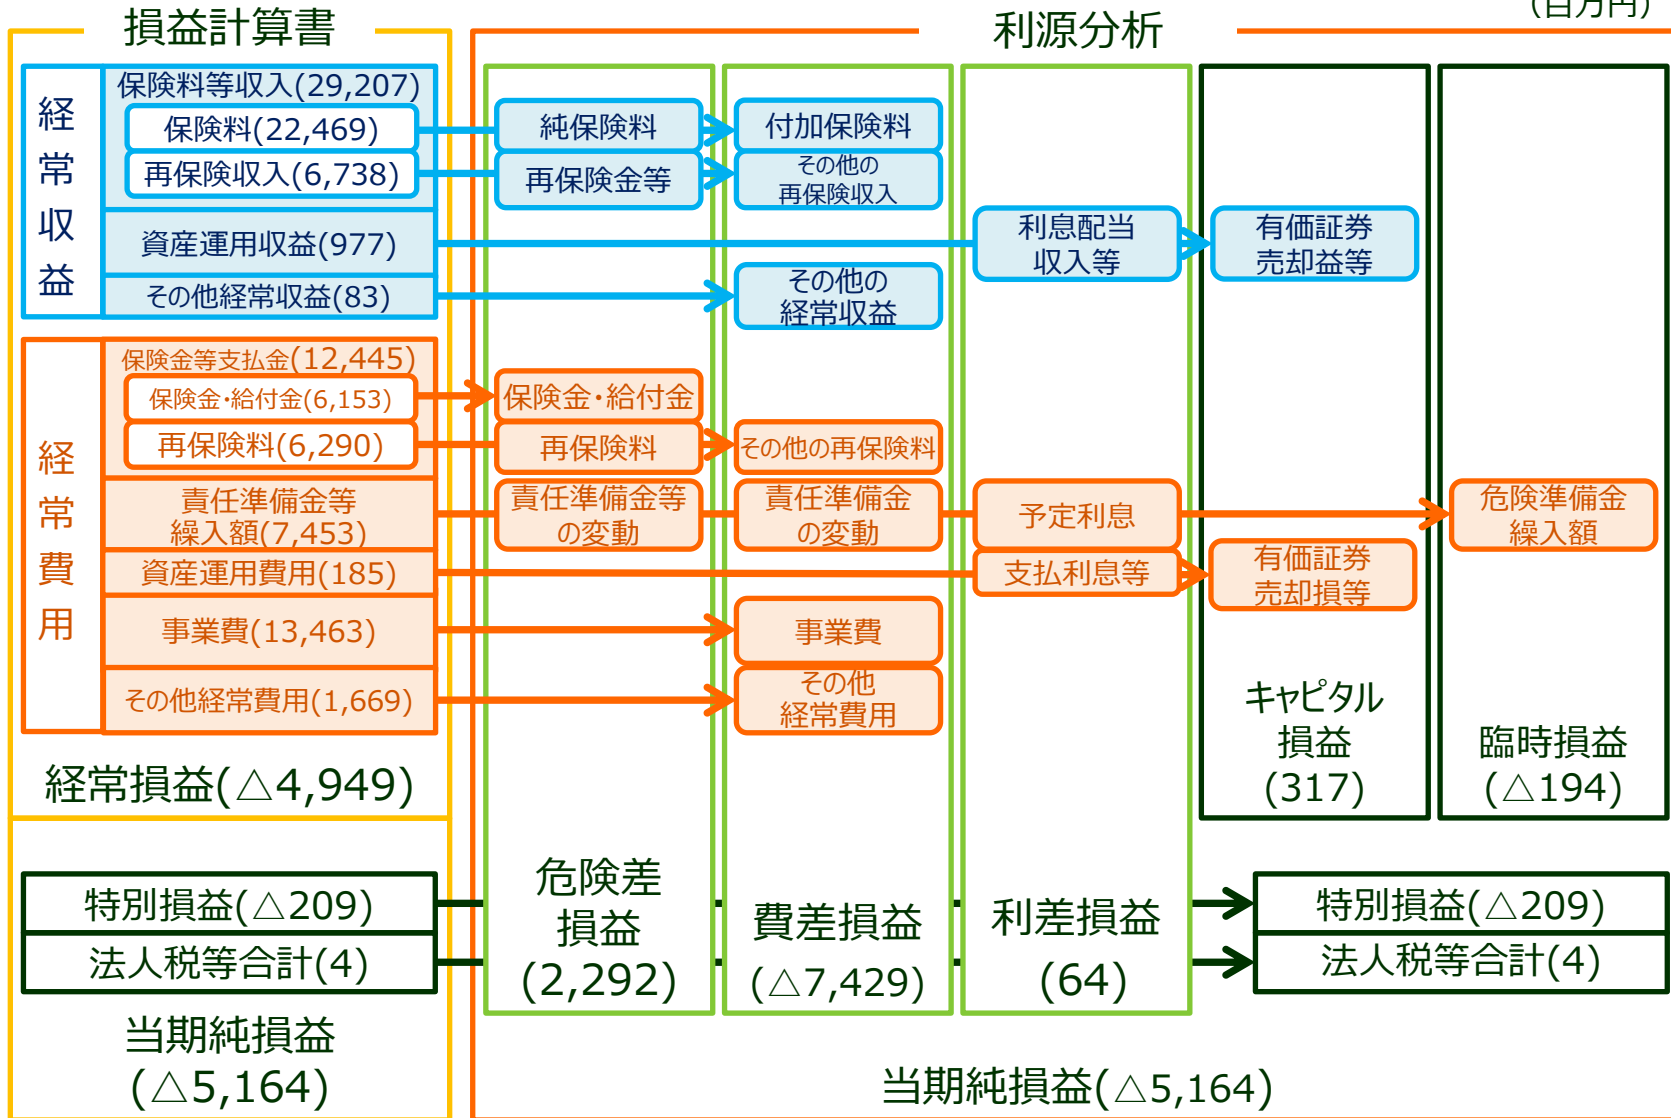 損益計算書
利源分析
(百万円)
経常収益
保険料等収入(29,207)
保険料(22,469)
再保険収入(6,738)
資産運用収益(977)
その他経常収益(83)
純保険料
付加保険料
再保険金等
その他の
再保険収入
利息配当
収入等
有価証券
売却益等
その他の
経常収益
経常費用
保険金等支払金(12,445)
保険金・給付金(6,153)
再保険料(6,290)
責任準備金等
繰入額(7,453)
資産運用費用(185)
事業費(13,463)
その他経常費用(1,669)
保険金・給付金
再保険料
その他の再保険料
責任準備金等
の変動
責任準備金
の変動
予定利息
危険準備金
繰入額
支払利息等
有価証券
売却損等
事業費
その他
経常費用
経常損益(△4,949)
キャピタル
損益
(317)
臨時損益
(△194)
特別損益(△209)
法人税等合計(4)
危険差
損益
(2,292)
費差損益
(△7,429)
利差損益
(64)
特別損益(△209)
法人税等合計(4)
当期純損益
(△5,164)
当期純損益(△5,164)